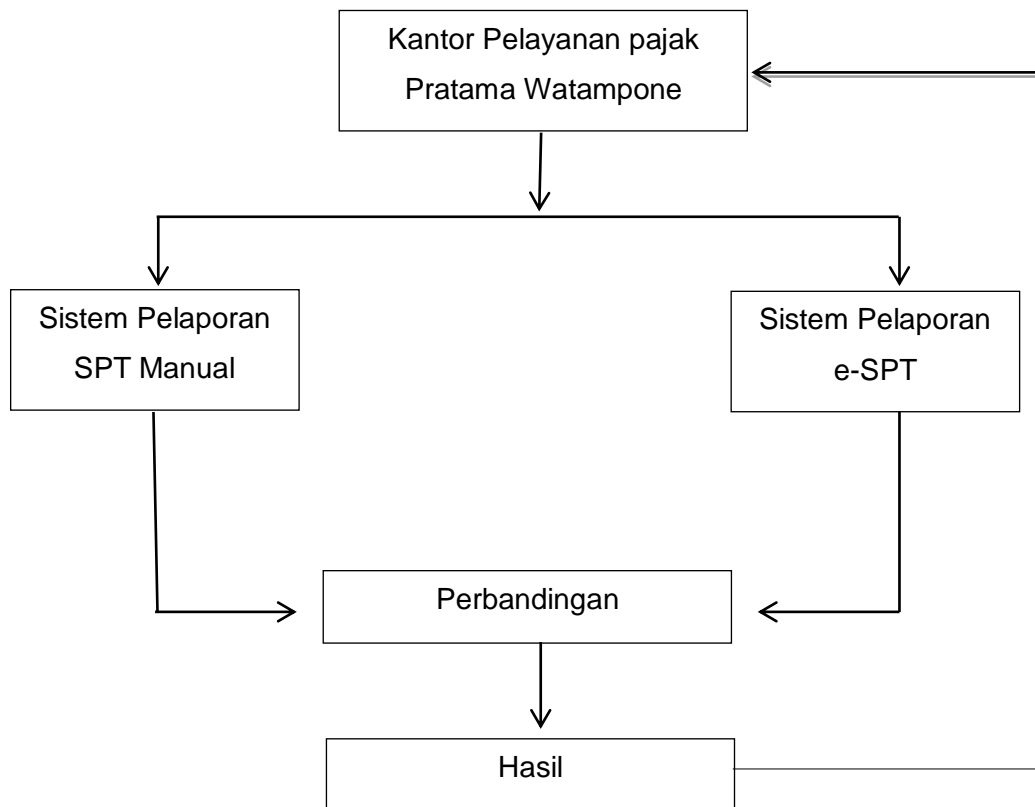 Kantor Pelayanan pajak
Pratama Watampone
Sistem Pelaporan
SPT Manual
Sistem Pelaporan
e-SPT
Perbandingan
Hasil